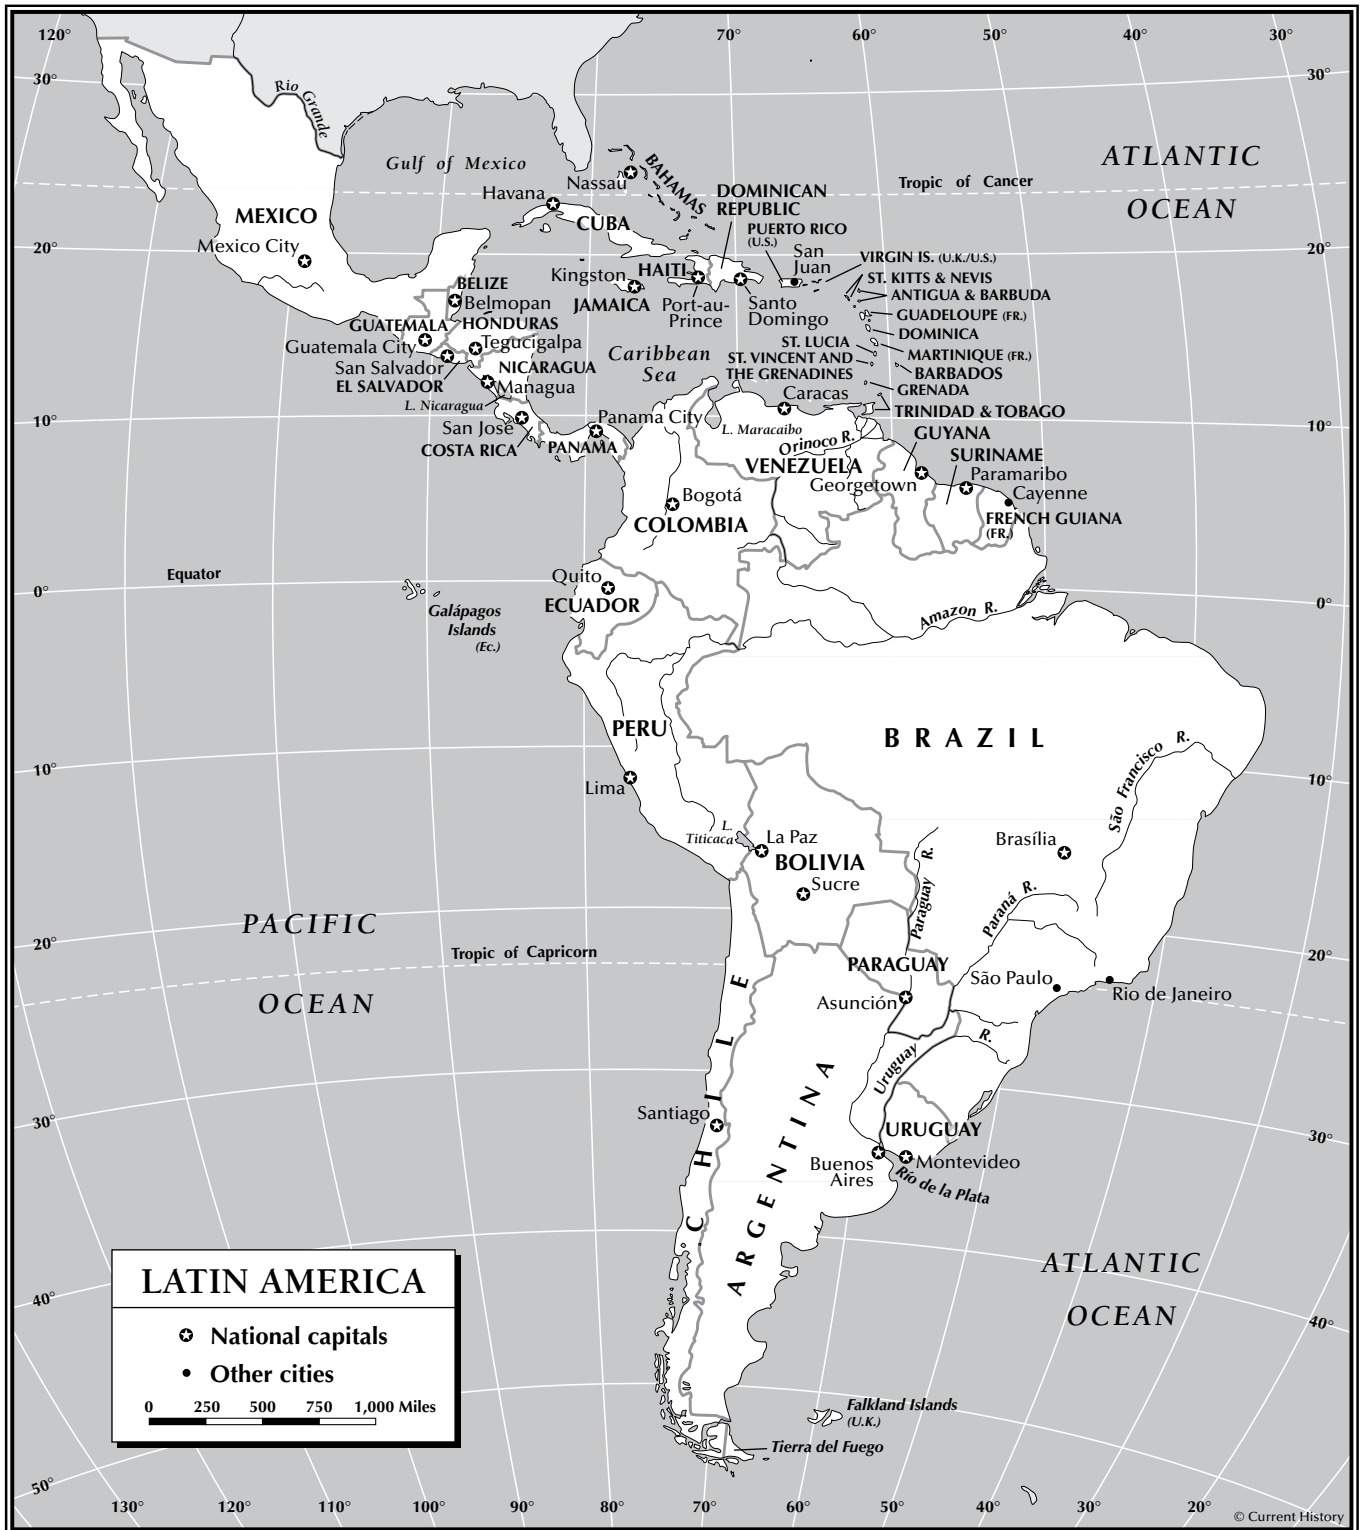 120°
70°
60°
50°
40°
30°
30°
30°
Rio Grande
Gulf of Mexico
ATLANTIC
OCEAN
Tropic of Cancer
Nassau
BAHAMAS
Havana
CUBA
DOMINICAN
REPUBLIC
PUERTO RICO
(U.S.)
San
Juan
MEXICO
Mexico City
20°
20°
VIRGIN IS. (U.K./U.S.)
ST. KITTS & NEVIS
ANTIGUA & BARBUDA
GUADELOUPE (FR.)
DOMINICA
MARTINIQUE (FR.)
BARBADOS
GRENADA
TRINIDAD & TOBAGO
ST. LUCIA
ST. VINCENT AND
THE GRENADINES
Kingston
JAMAICA
HAITI
Port-au-
Prince
Santo
Domingo
BELIZE
Belmopan
GUATEMALA
Guatemala City
HONDURAS
Tegucigalpa
San Salvador
EL SALVADOR
NICARAGUA
Managua
L. Nicaragua
Caribbean
Sea
10°
10°
San José
COSTA RICA
Panama City
PANAMA
Caracas
L. Maracaibo
Orinoco R.
VENEZUELA
GUYANA
Georgetown
SURINAME
Paramaribo
Cayenne
FRENCH GUIANA
(FR.)
Bogotá
COLOMBIA
Equator
0°
0°
Quito
ECUADOR
Galápagos
Islands
(Ec.)
Amazon R.
PERU
Lima
BRAZIL
São Francisco R.
10°
10°
L.
Titicaca
La Paz
BOLIVIA
Sucre
Brasília
Paraguay R.
Paraná R.
PACIFIC
OCEAN
20°
20°
Tropic of Capricorn
PARAGUAY
Asunción
São Paulo
Rio de Janeiro
CHILE
Uruguay R.
ARGENTINA
Santiago
30°
30°
URUGUAY
Buenos
Aires
Montevideo
Río de la Plata
ATLANTIC
OCEAN
40°
40°
LATIN AMERICA
National capitals
Other cities
0 250 500 750 1,000 Miles
Falkland Islands
(U.K.)
Tierra del Fuego
50°
130° 120° 110° 100° 90° 80° 70° 60° 50° 40° 30° 20°
© Current History